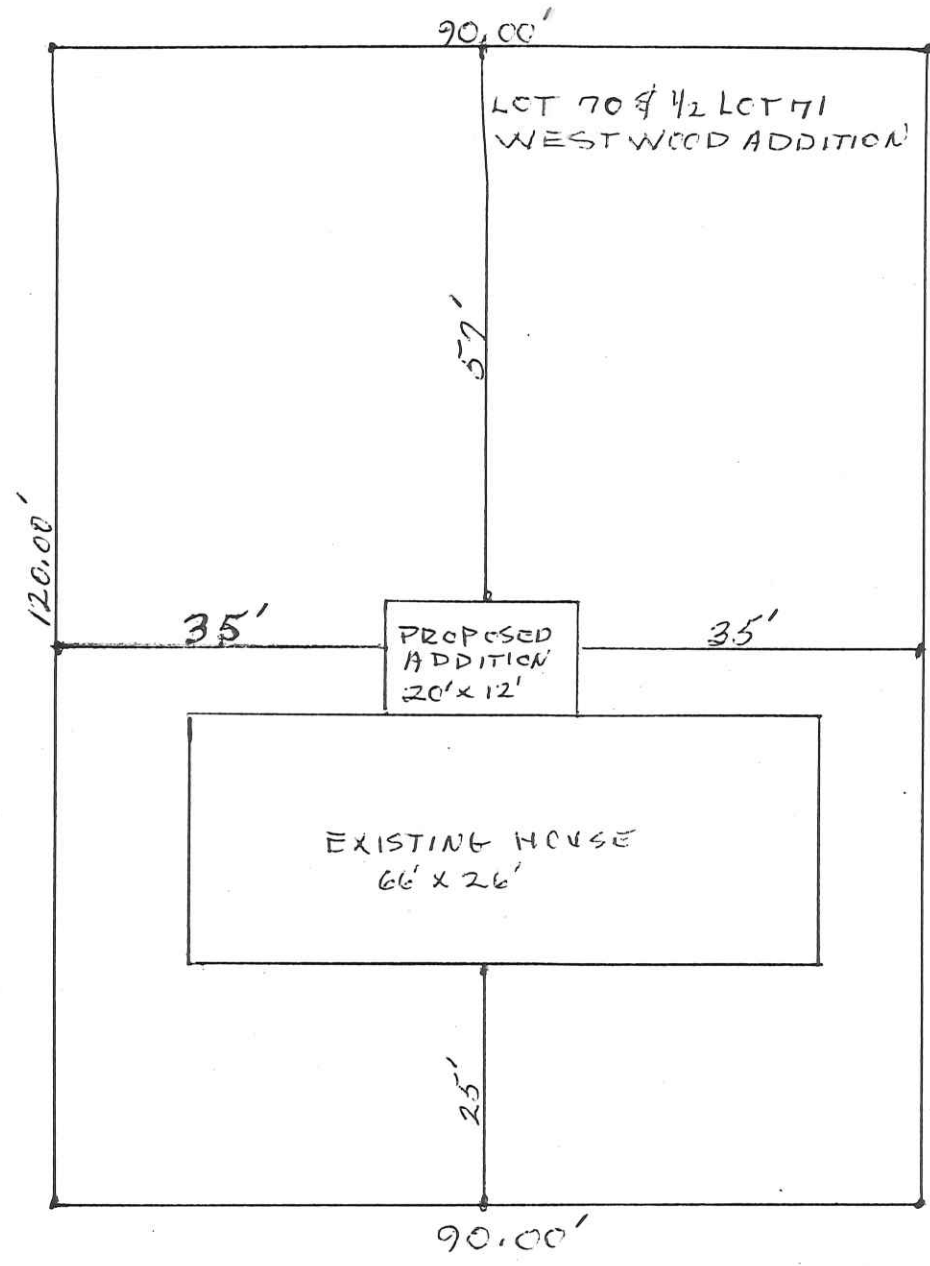 90.00'
LOT 70 & 1/2 LOT 71
WESTWOOD ADDITION
57'
120.00'
35'
PROPOSED
ADDITION
20' x 12'
35'
EXISTING HOUSE
66' X 26'
25'
90.00'